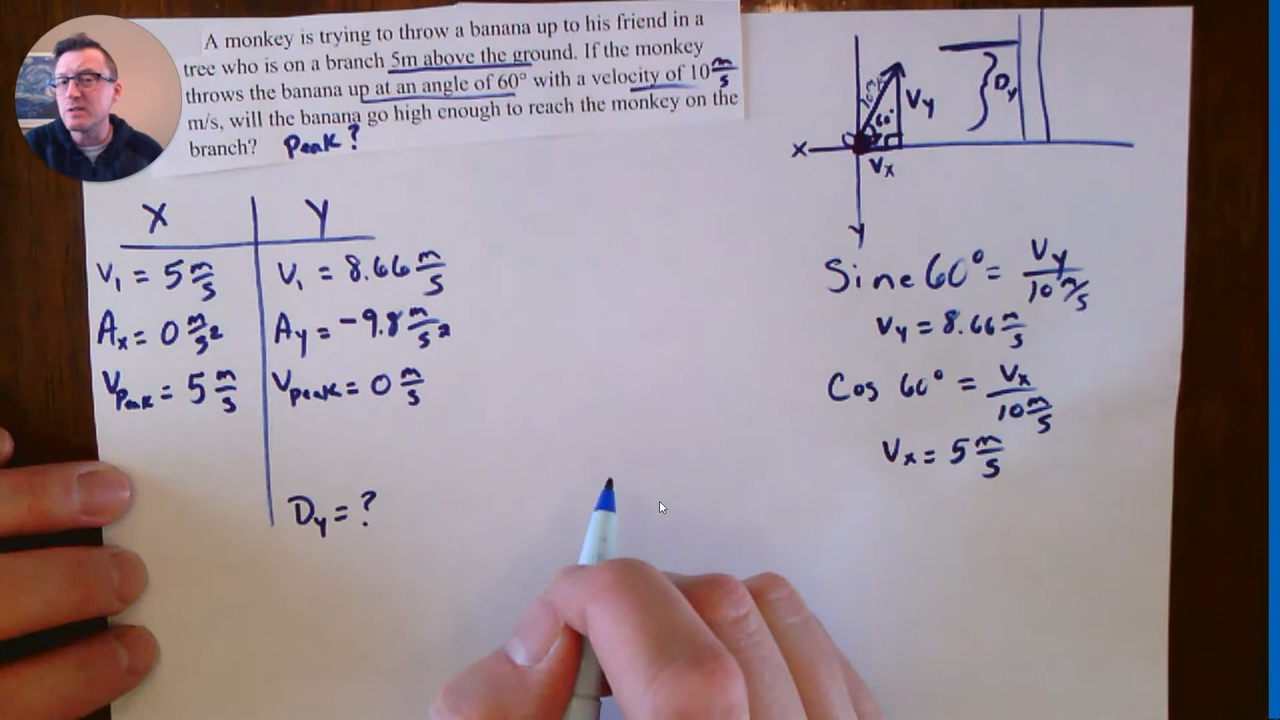 A monkey is trying to throw a banana up to his friend in a
tree who is on a branch 5m above the ground. If the monkey
throws the banana up at an angle of 60° with a velocity of 10 m/s
m/s, will the banana go high enough to reach the monkey on the
branch? Peak?
X Y
V₁ = 5 m/s V₁ = 8.66 m/s
Aₓ = 0 m/s² Ay = -9.8 m/s²
VPeak = 5 m/s Vpeak = 0 m/s
Dy = ?
10 m/s
60°
Vy
Dy
X
Vx
Y
Sine 60° = Vy / 10 m/s
Vy = 8.66 m/s
Cos 60° = Vx / 10 m/s
Vx = 5 m/s